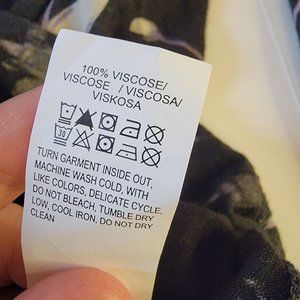 100% VISCOSE/
VISCOSE / VISCOSA/
VISKOSA
30
TURN GARMENT INSIDE OUT,
MACHINE WASH COLD, WITH
LIKE COLORS, DELICATE CYCLE,
DO NOT BLEACH, TUMBLE DRY
LOW, COOL IRON, DO NOT DRY
CLEAN